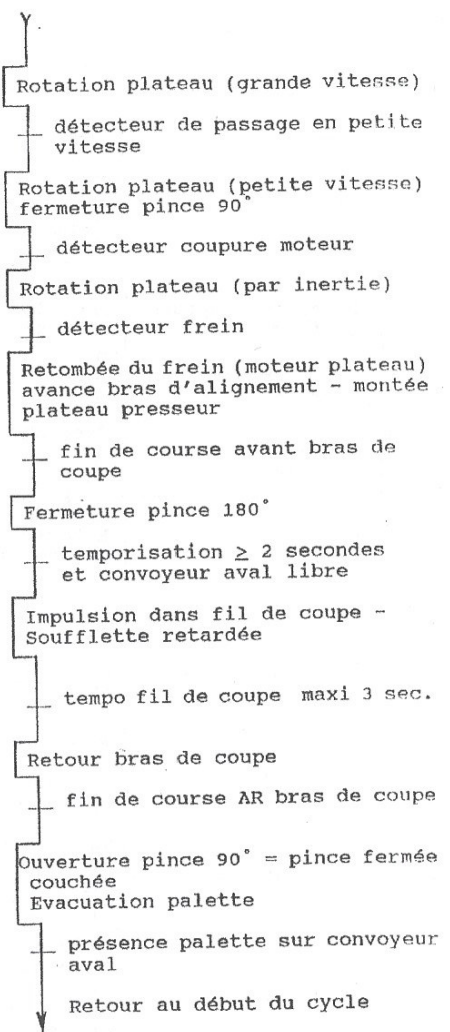 Rotation plateau (grande vitesse)
détecteur de passage en petite
vitesse
Rotation plateau (petite vitesse)
fermeture pince 90°
détecteur coupure moteur
Rotation plateau (par inertie)
détecteur frein
Retombée du frein (moteur plateau)
avance bras d'alignement - montée
plateau presseur
fin de course avant bras de
coupe
Fermeture pince 180°
temporisation ≥ 2 secondes
et convoyeur aval libre
Impulsion dans fil de coupe -
Soufflette retardée
tempo fil de coupe maxi 3 sec.
Retour bras de coupe
fin de course AR bras de coupe
Ouverture pince 90° = pince fermée
couchée
Evacuation palette
présence palette sur convoyeur
aval
Retour au début du cycle